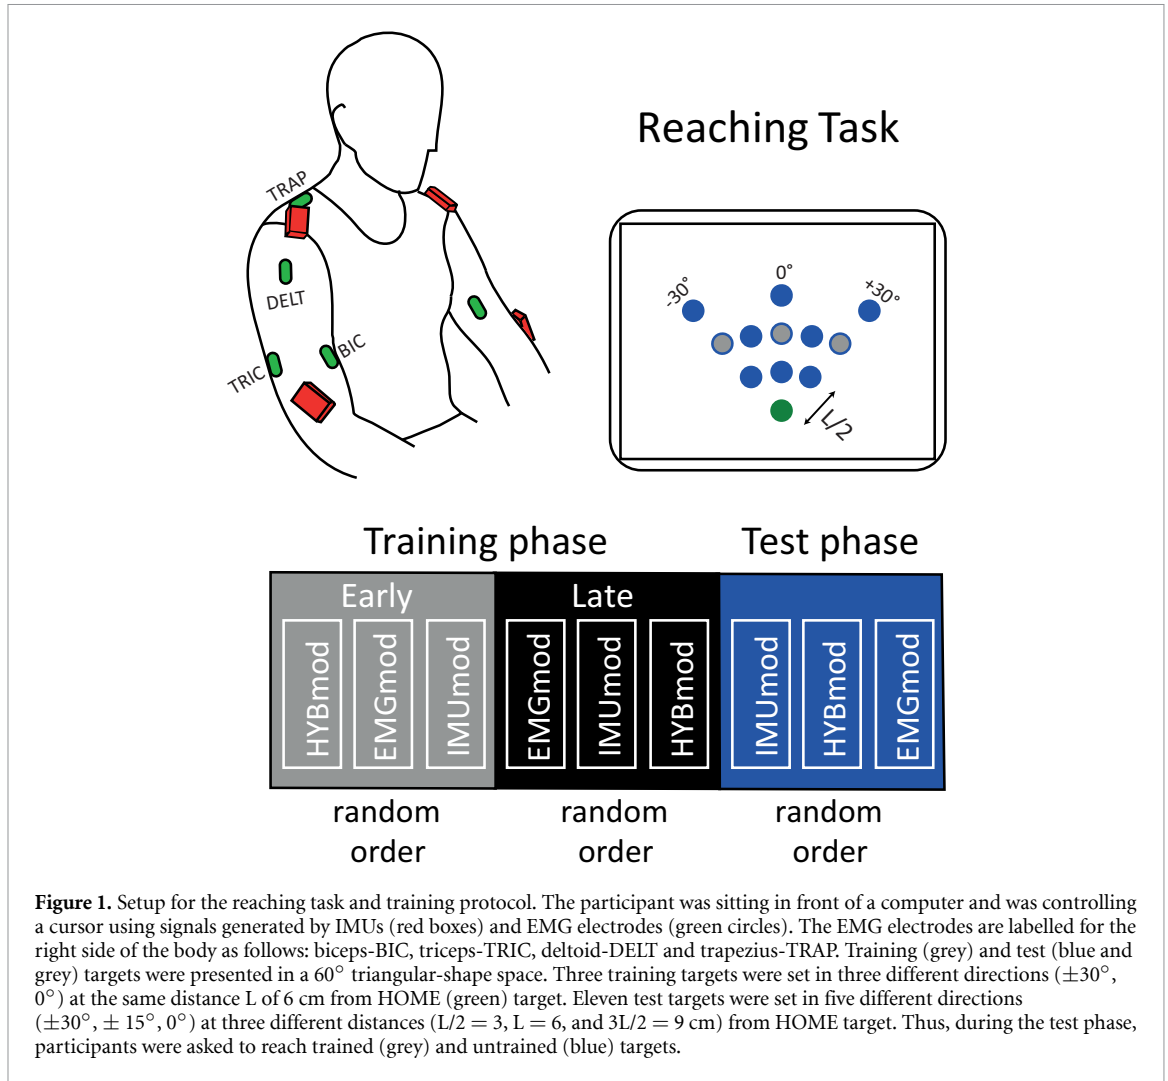 Reaching Task
TRAP
DELT
TRIC
BIC
-30°
0°
+30°
L/2
Training phase
Test phase
Early
Late
HYBmod
EMGmod
IMUmod
EMGmod
IMUmod
HYBmod
IMUmod
HYBmod
EMGmod
random
order
random
order
random
order
Figure 1. Setup for the reaching task and training protocol. The participant was sitting in front of a computer and was controlling
a cursor using signals generated by IMUs (red boxes) and EMG electrodes (green circles). The EMG electrodes are labelled for the
right side of the body as follows: biceps-BIC, triceps-TRIC, deltoid-DELT and trapezius-TRAP. Training (grey) and test (blue and
grey) targets were presented in a 60° triangular-shape space. Three training targets were set in three different directions (±30°,
0°) at the same distance L of 6 cm from HOME (green) target. Eleven test targets were set in five different directions
(±30°, ± 15°, 0°) at three different distances (L/2 = 3, L = 6, and 3L/2 = 9 cm) from HOME target. Thus, during the test phase,
participants were asked to reach trained (grey) and untrained (blue) targets.